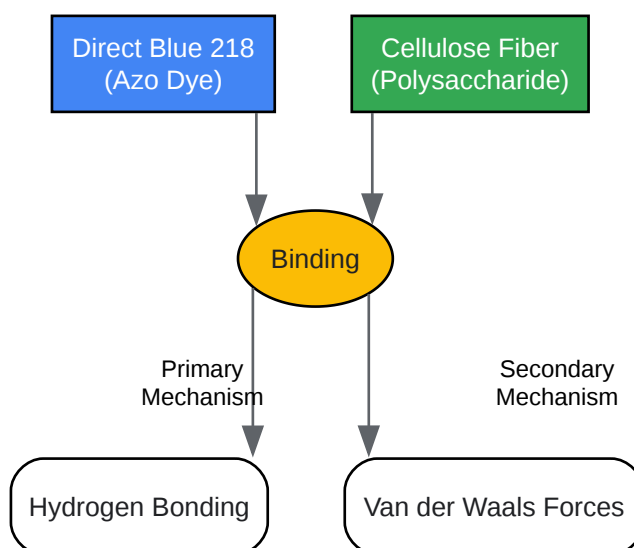 Direct Blue 218
(Azo Dye)
Cellulose Fiber
(Polysaccharide)
Binding
Primary
Mechanism
Secondary
Mechanism
Hydrogen Bonding
Van der Waals Forces